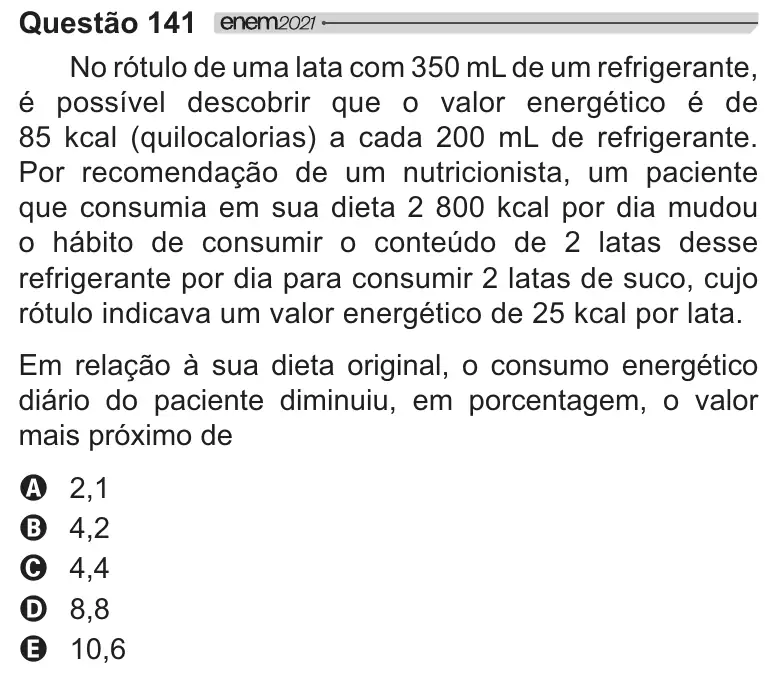 Questão 141 enem2021
No rótulo de uma lata com 350 mL de um refrigerante,
é possível descobrir que o valor energético é de
85 kcal (quilocalorias) a cada 200 mL de refrigerante.
Por recomendação de um nutricionista, um paciente
que consumia em sua dieta 2 800 kcal por dia mudou
o hábito de consumir o conteúdo de 2 latas desse
refrigerante por dia para consumir 2 latas de suco, cujo
rótulo indicava um valor energético de 25 kcal por lata.
Em relação à sua dieta original, o consumo energético
diário do paciente diminuiu, em porcentagem, o valor
mais próximo de
A 2,1
B 4,2
C 4,4
D 8,8
E 10,6